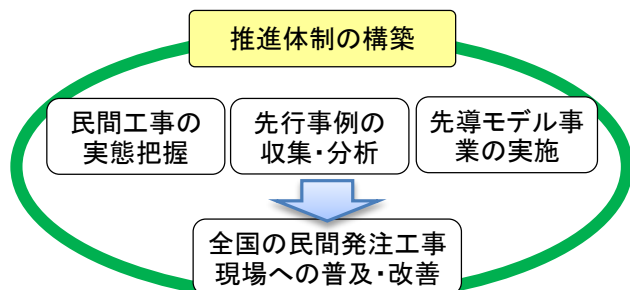 推進体制の構築
民間工事の
実態把握
先行事例の
収集・分析
先導モデル事
業の実施
全国の民間発注工事
現場への普及・改善